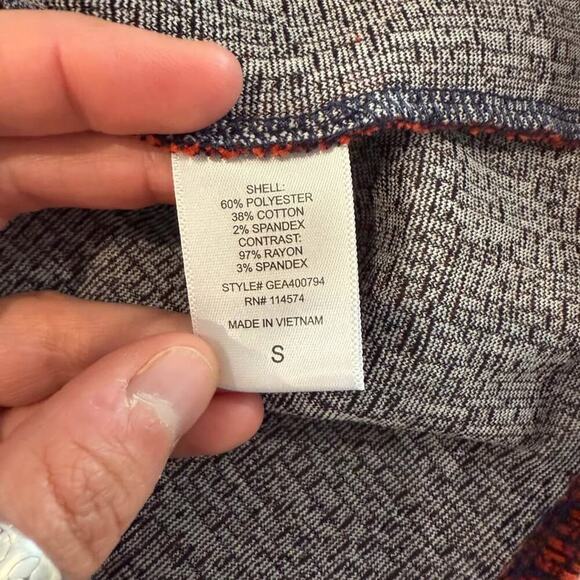 SHELL:
60% POLYESTER
38% COTTON
2% SPANDEX
CONTRAST:
97% RAYON
3% SPANDEX
STYLE# GEA400794
RN# 114574
MADE IN VIETNAM
S